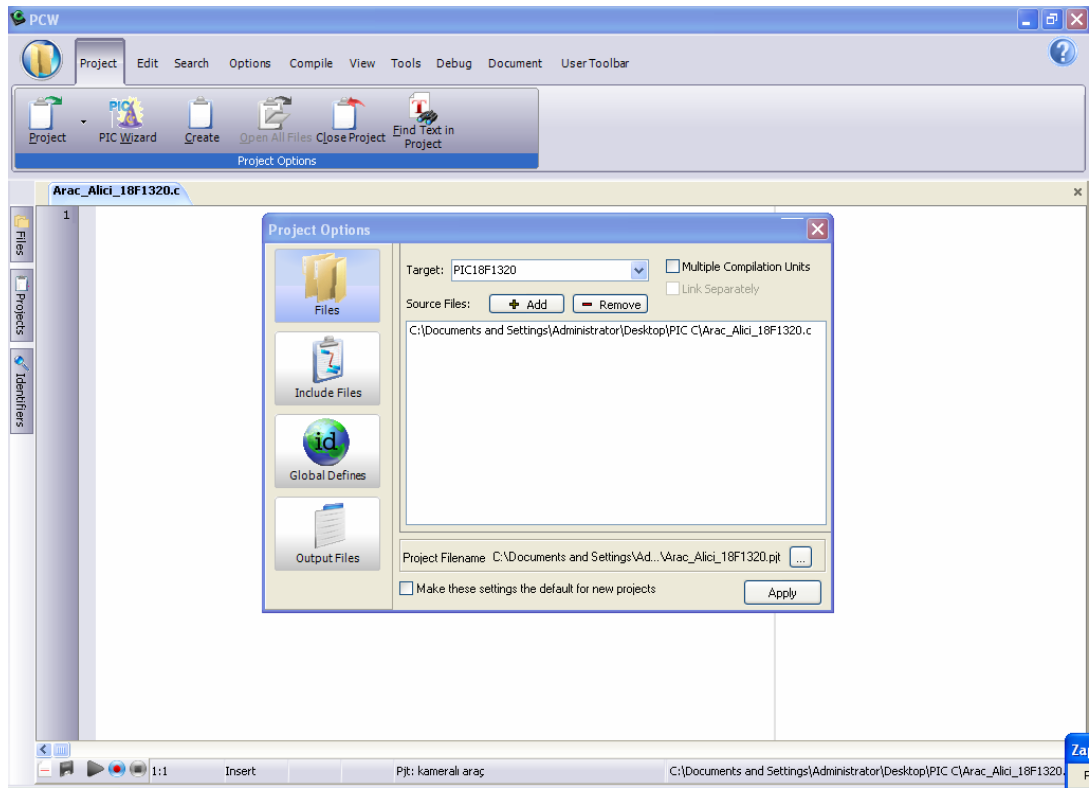 PCW
Project Edit Search Options Compile View Tools Debug Document User Toolbar
PIC
Project PIC Wizard Create Open All Files Close Project Find Text in Project
Project Options
Arac_Alici_18F1320.c
1
Files
Projects
Identifiers
Project Options
Files
Include Files
id
Global Defines
Output Files
Target: PIC18F1320 Multiple Compilation Units
Link Separately
Source Files: Add Remove
C:\Documents and Settings\Administrator\Desktop\PIC C\Arac_Alici_18F1320.c
Project Filename C:\Documents and Settings\Ad...\Arac_Alici_18F1320.pjt ...
Make these settings the default for new projects Apply
1:1 Insert Pjt: kameralı araç C:\Documents and Settings\Administrator\Desktop\PIC C\Arac_Alici_18F1320.